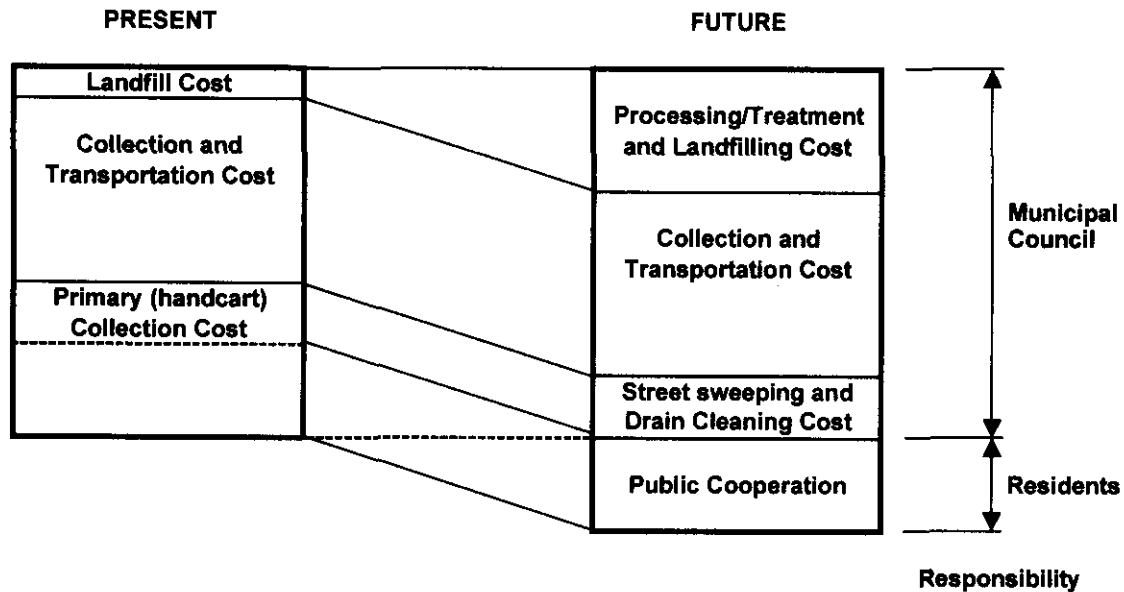 PRESENT
FUTURE
Landfill Cost
Collection and
Transportation Cost
Primary (handcart)
Collection Cost
Processing/Treatment
and Landfilling Cost
Collection and
Transportation Cost
Street sweeping and
Drain Cleaning Cost
Public Cooperation
Municipal
Council
Residents
Responsibility